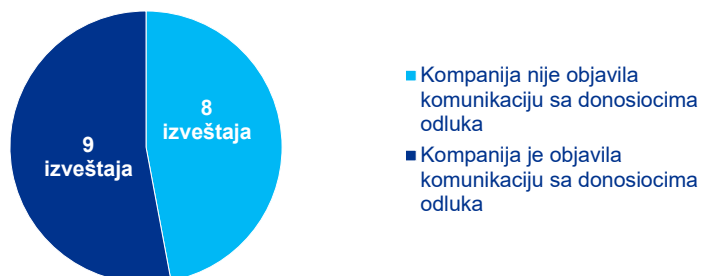 8
izveštaja
9
izveštaja
Kompanija nije objavila
komunikaciju sa donosiocima
odluka
Kompanija je objavila
komunikaciju sa donosiocima
odluka